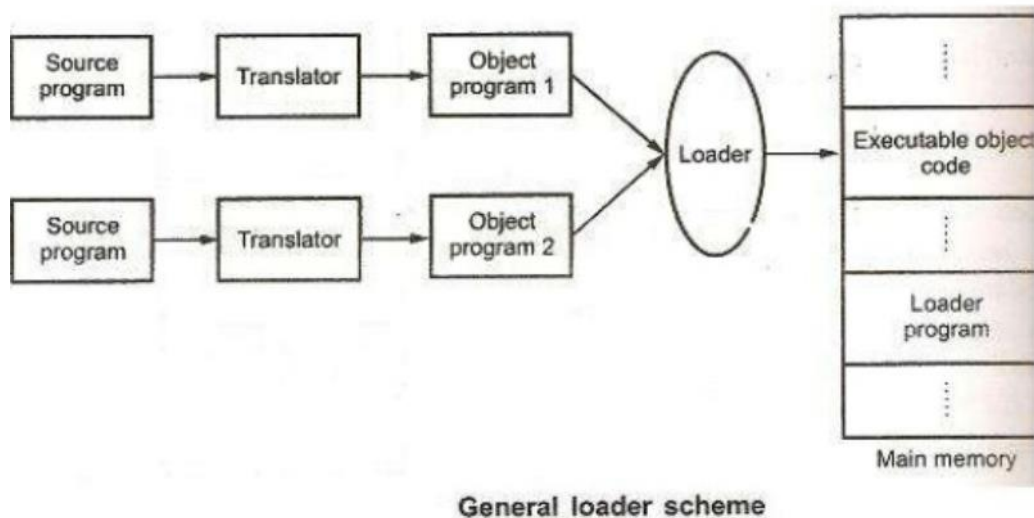 Source
program
Translator
Object
program 1
Source
program
Translator
Object
program 2
Loader
Executable object
code
Loader
program
Main memory
General loader scheme